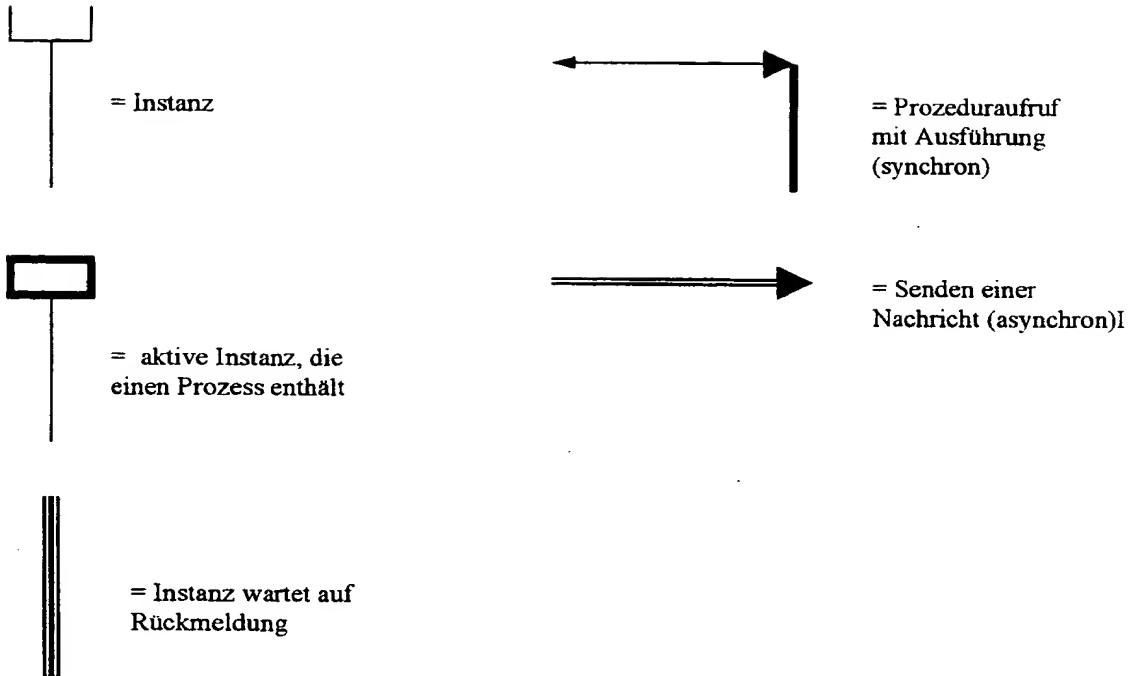 = Instanz
= Prozeduraufruf
mit Ausführung
(synchron)
= Senden einer
Nachricht (asynchron)I
= aktive Instanz, die
einen Prozess enthält
= Instanz wartet auf
Rückmeldung